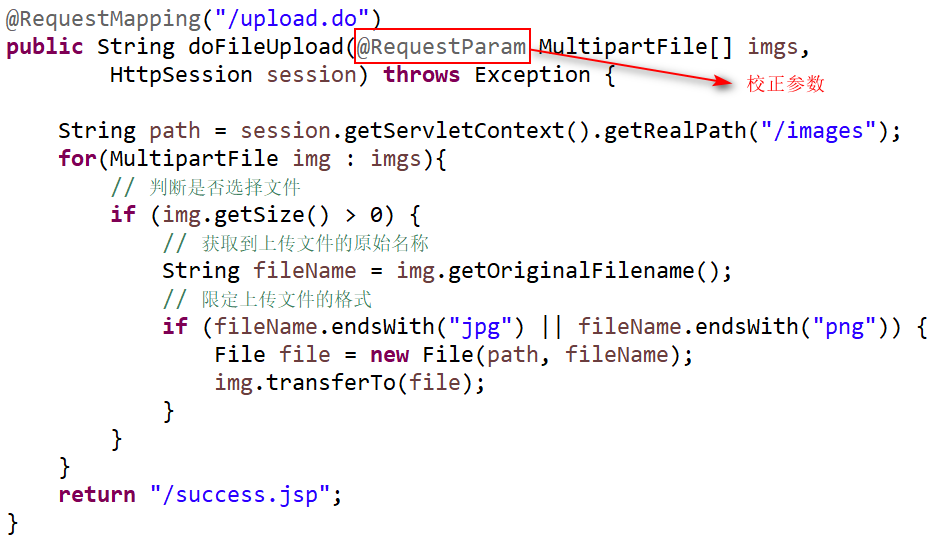 @RequestMapping("/upload.do")
public String doFileUpload(@RequestParam MultipartFile[] imgs,
HttpSession session) throws Exception {
校正参数
String path = session.getServletContext().getRealPath("/images");
for(MultipartFile img : imgs){
// 判断是否选择文件
if (img.getSize() > 0) {
// 获取到上传文件的原始名称
String fileName = img.getOriginalFilename();
// 限定上传文件的格式
if (fileName.endsWith("jpg") || fileName.endsWith("png")) {
File file = new File(path, fileName);
img.transferTo(file);
}
}
}
return "/success.jsp";
}